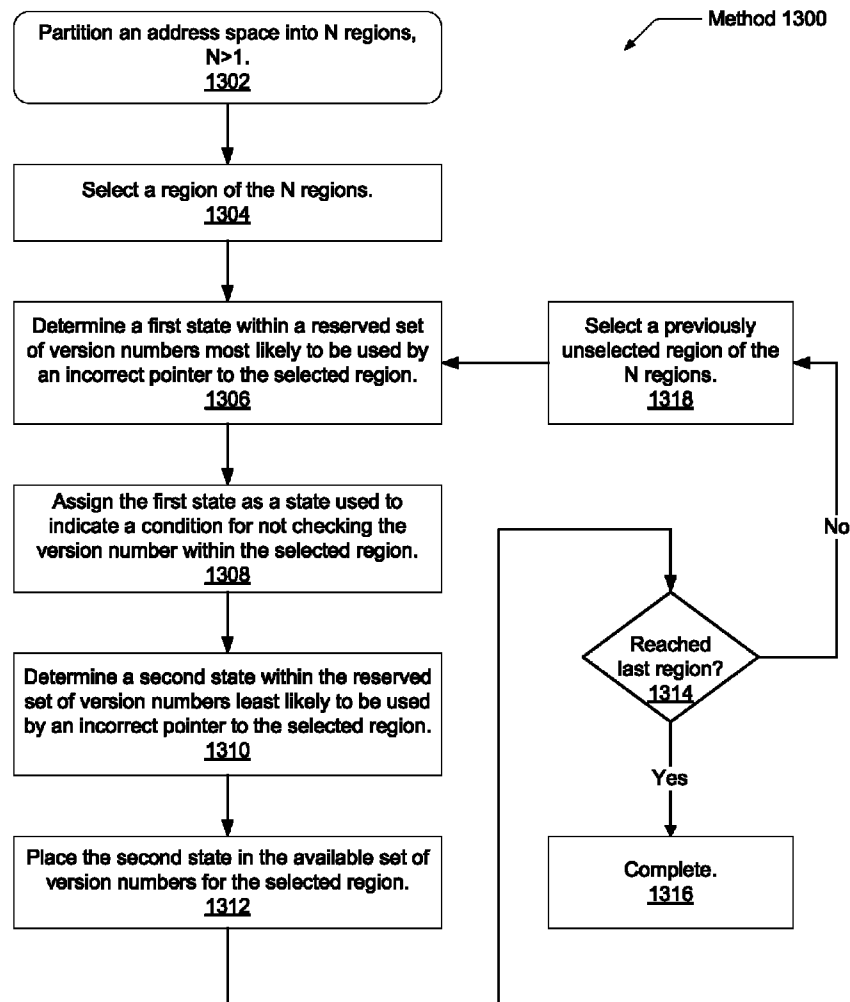 Method 1300
Partition an address space into N regions,
N>1.
1302
Select a region of the N regions.
1304
Determine a first state within a reserved set
of version numbers most likely to be used by
an incorrect pointer to the selected region.
1306
Select a previously
unselected region of the
N regions.
1318
Assign the first state as a state used to
indicate a condition for not checking the
version number within the selected region.
1308
No
Determine a second state within the reserved
set of version numbers least likely to be used
by an incorrect pointer to the selected region.
1310
Reached
last region?
1314
Yes
Place the second state in the available set of
version numbers for the selected region.
1312
Complete.
1316